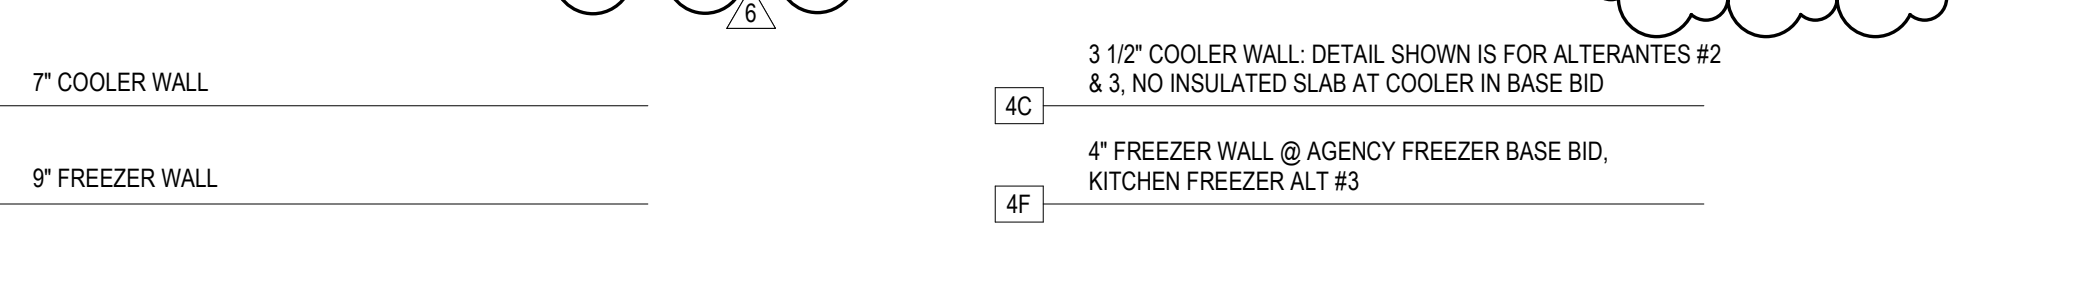 6
7" COOLER WALL
9" FREEZER WALL
3 1/2" COOLER WALL: DETAIL SHOWN IS FOR ALTERANTES #2
& 3, NO INSULATED SLAB AT COOLER IN BASE BID
4C
4" FREEZER WALL @ AGENCY FREEZER BASE BID,
KITCHEN FREEZER ALT #3
4F